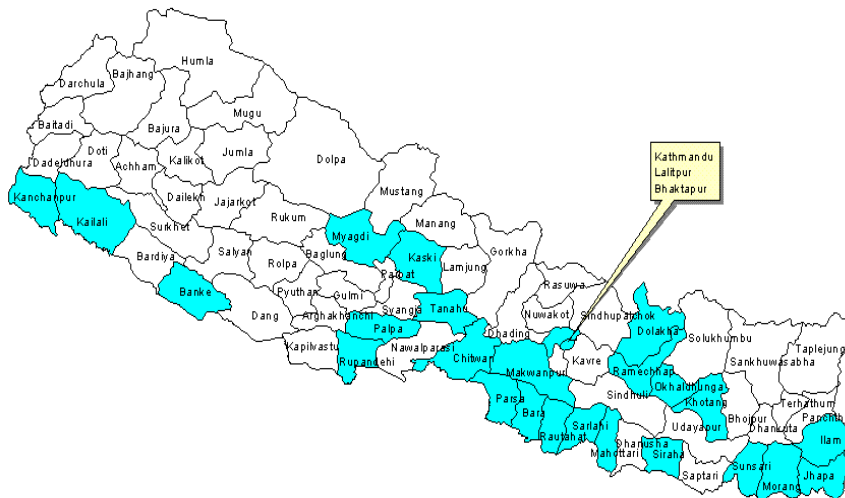 Humla
Darchula
Bajhang
Mugu
Baitadi
Bajura
Doti
Kalikot
Jumla
Dolpa
Dadeldhura
Achham
Kanchanpur
Dailekh
Jajarkot
Mustang
Kailali
Surkhet
Rukum
Manang
Myagdi
Bardiya
Salyan
Rolpa
Baglung
Kaski
Lamjung
Gorkha
Parbat
Banke
Pyuthan
Gulmi
Rasuwa
Dang
Arghakhanchi
Syangja
Tanahu
Nuwakot
Sindhupalchok
Palpa
Dhading
Dolakha
Solukhumbu
Kapilvastu
Rupandehi
Nawalparasi
Chitwan
Makwanpur
Kavre
Ramechhap
Sankhuwasabha
Taplejung
Okhaldhunga
Khotang
Sindhuli
Parsa
Bara
Rautahat
Sarlahi
Udayapur
Bhojpur
Terhathum
Dhankuta
Panchth
Ilam
Dhanusha
Mahottari
Siraha
Saptari
Sunsari
Morang
Jhapa
Kathmandu
Lalitpur
Bhaktapur